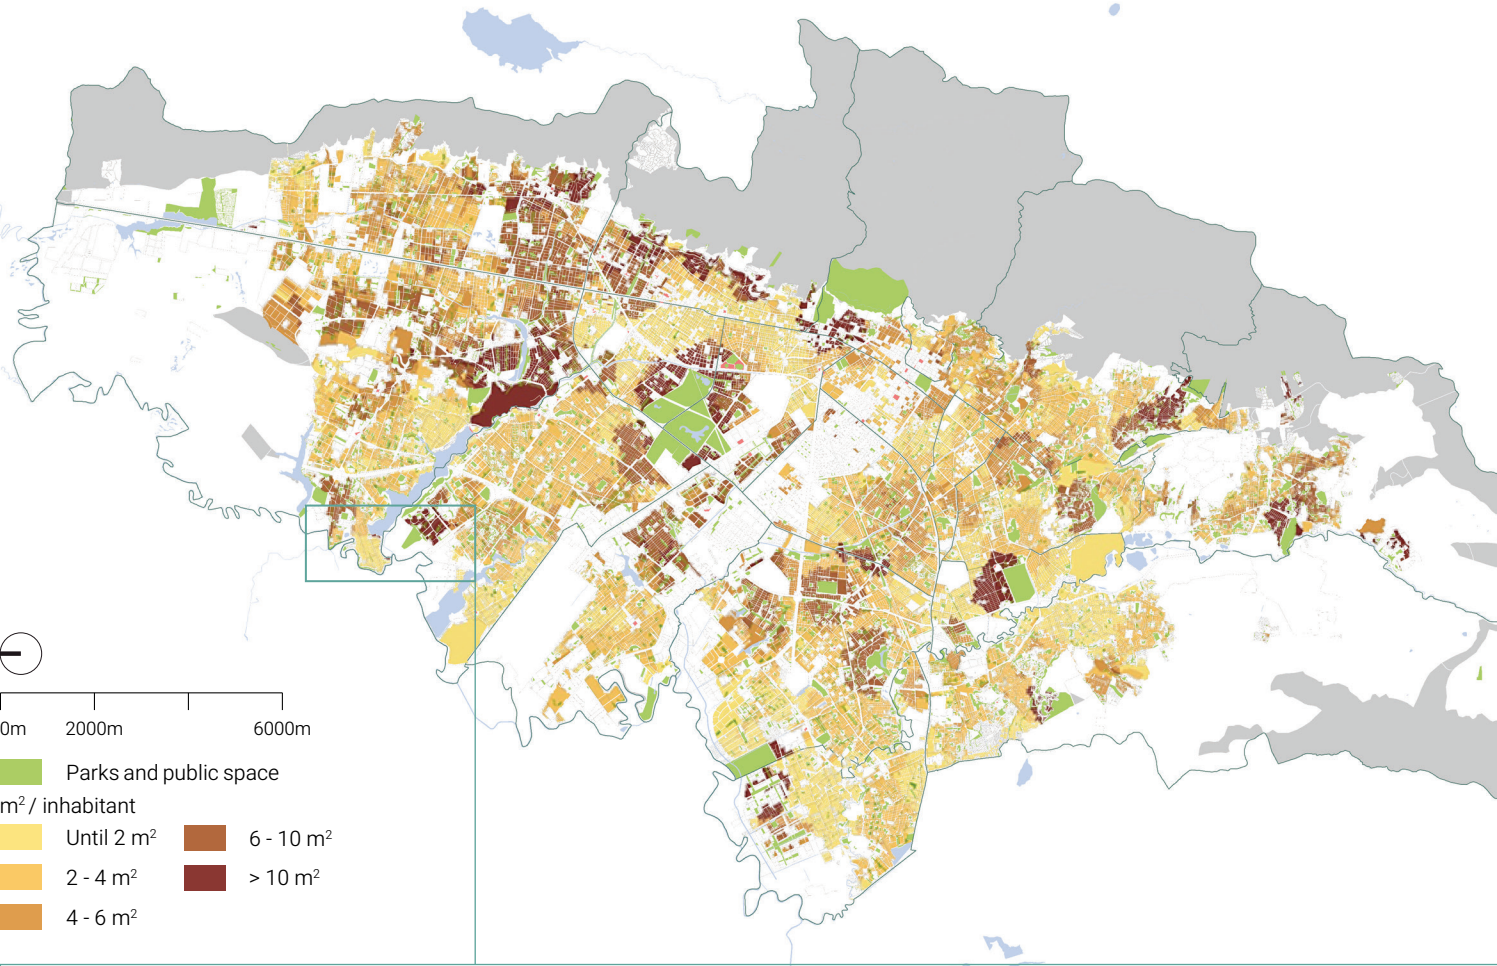 0m 2000m 6000m
Parks and public space
m² / inhabitant
Until 2 m² 6 - 10 m²
2 - 4 m² > 10 m²
4 - 6 m²